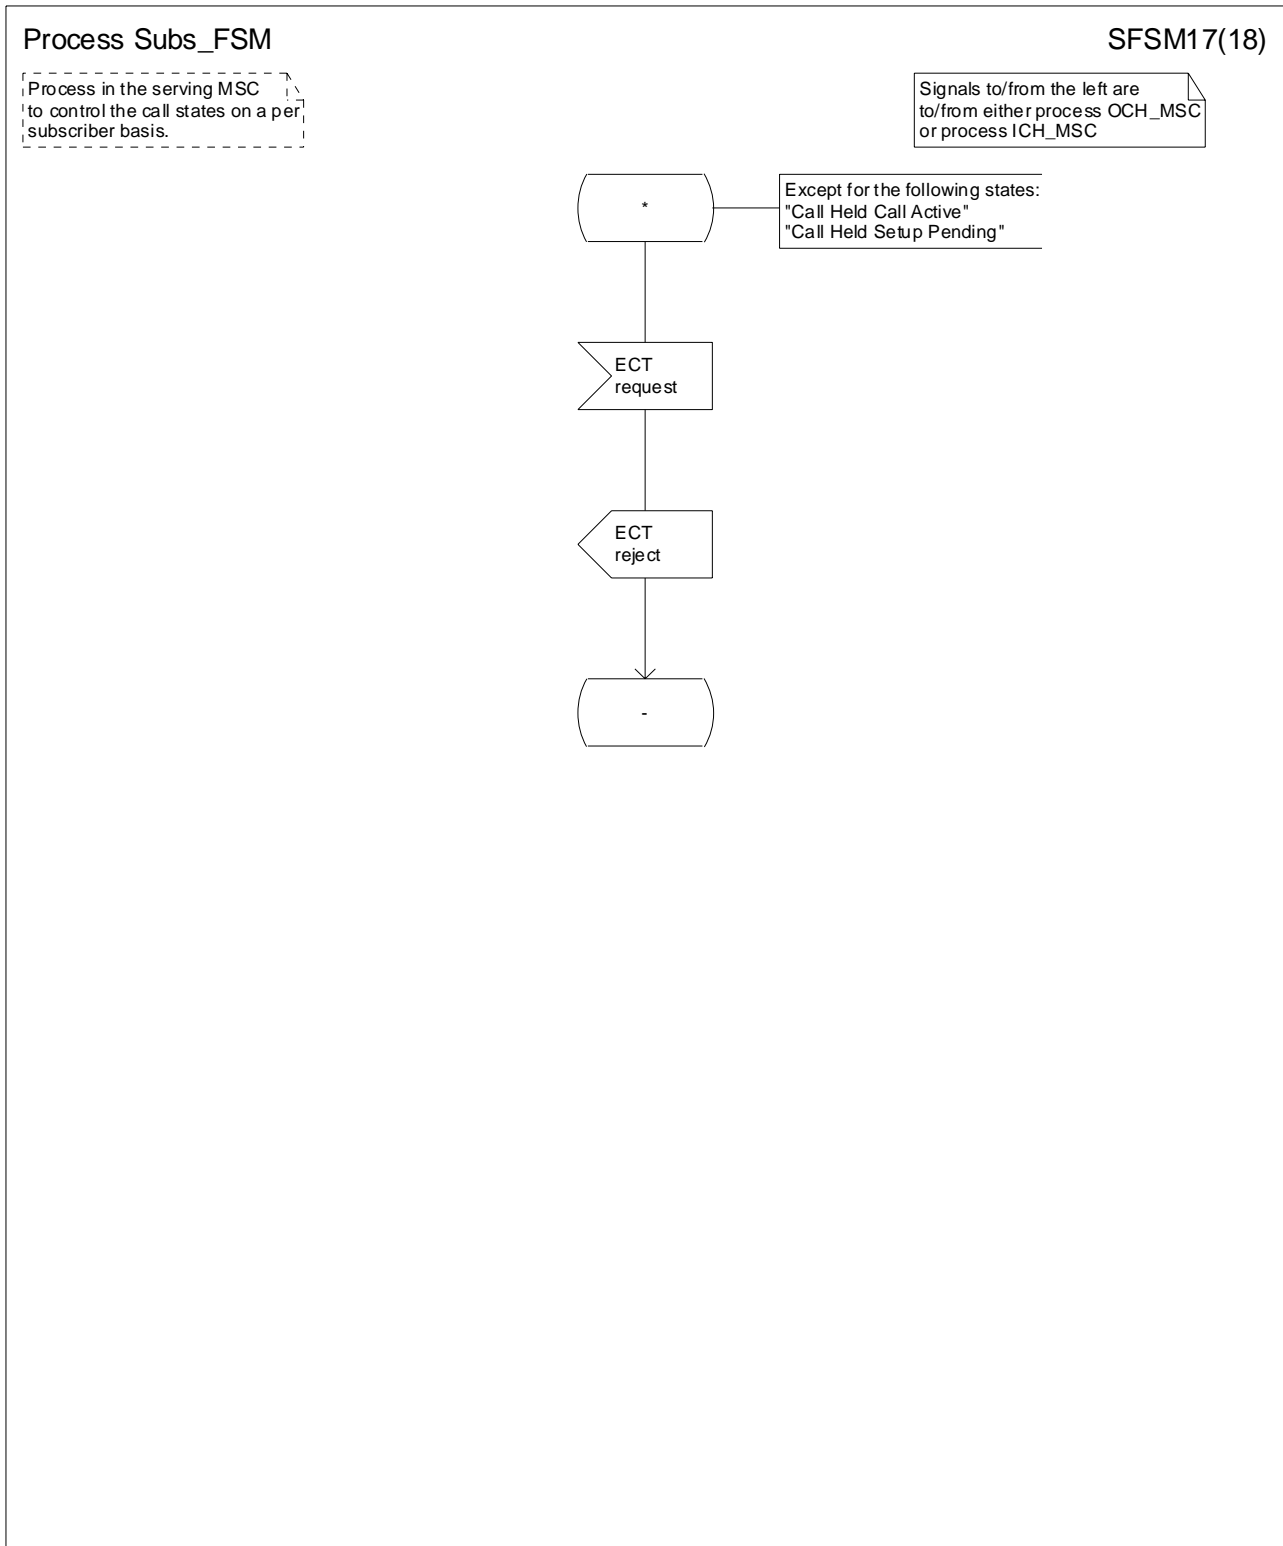 Process Subs_FSM
SFSM17(18)
Process in the serving MSC
to control the call states on a per
subscriber basis.
Signals to/from the left are
to/from either process OCH_MSC
or process ICH_MSC
*
Except for the following states:
"Call Held Call Active"
"Call Held Setup Pending"
ECT
request
ECT
reject
-